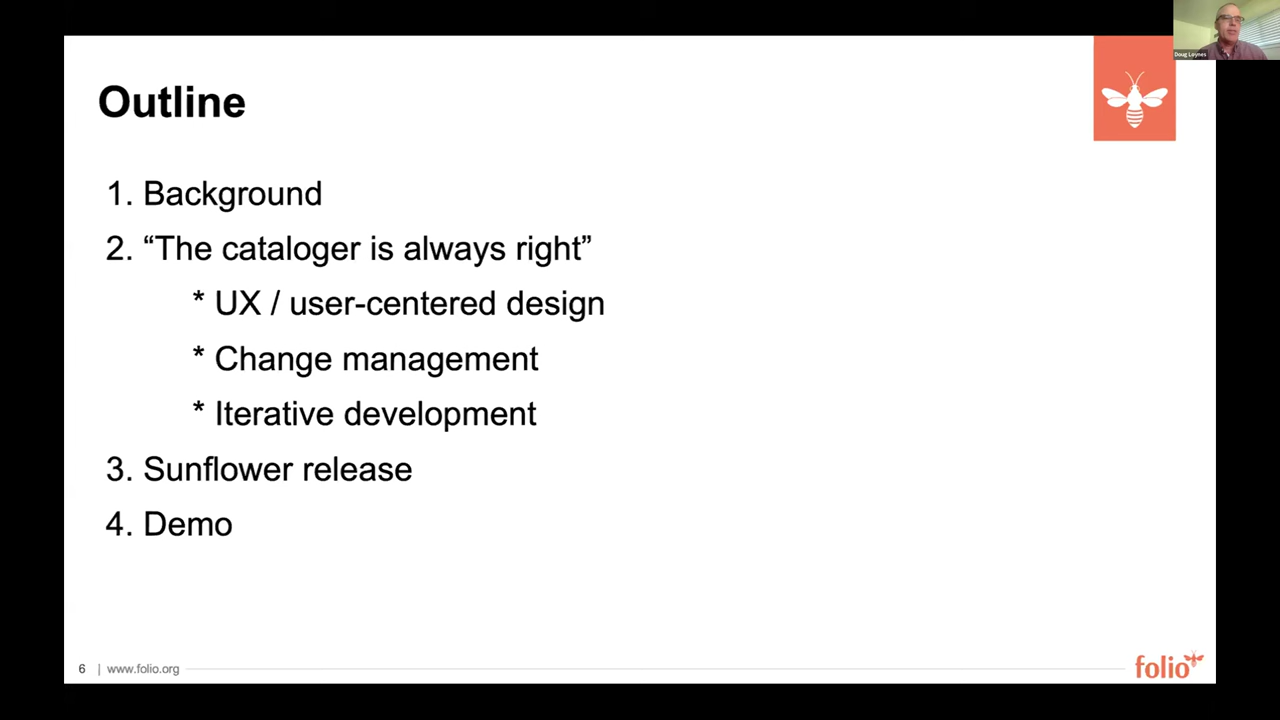 Doug Loynes
Outline
1. Background
2. “The cataloger is always right”
* UX / user-centered design
* Change management
* Iterative development
3. Sunflower release
4. Demo
6 | www.folio.org
folio